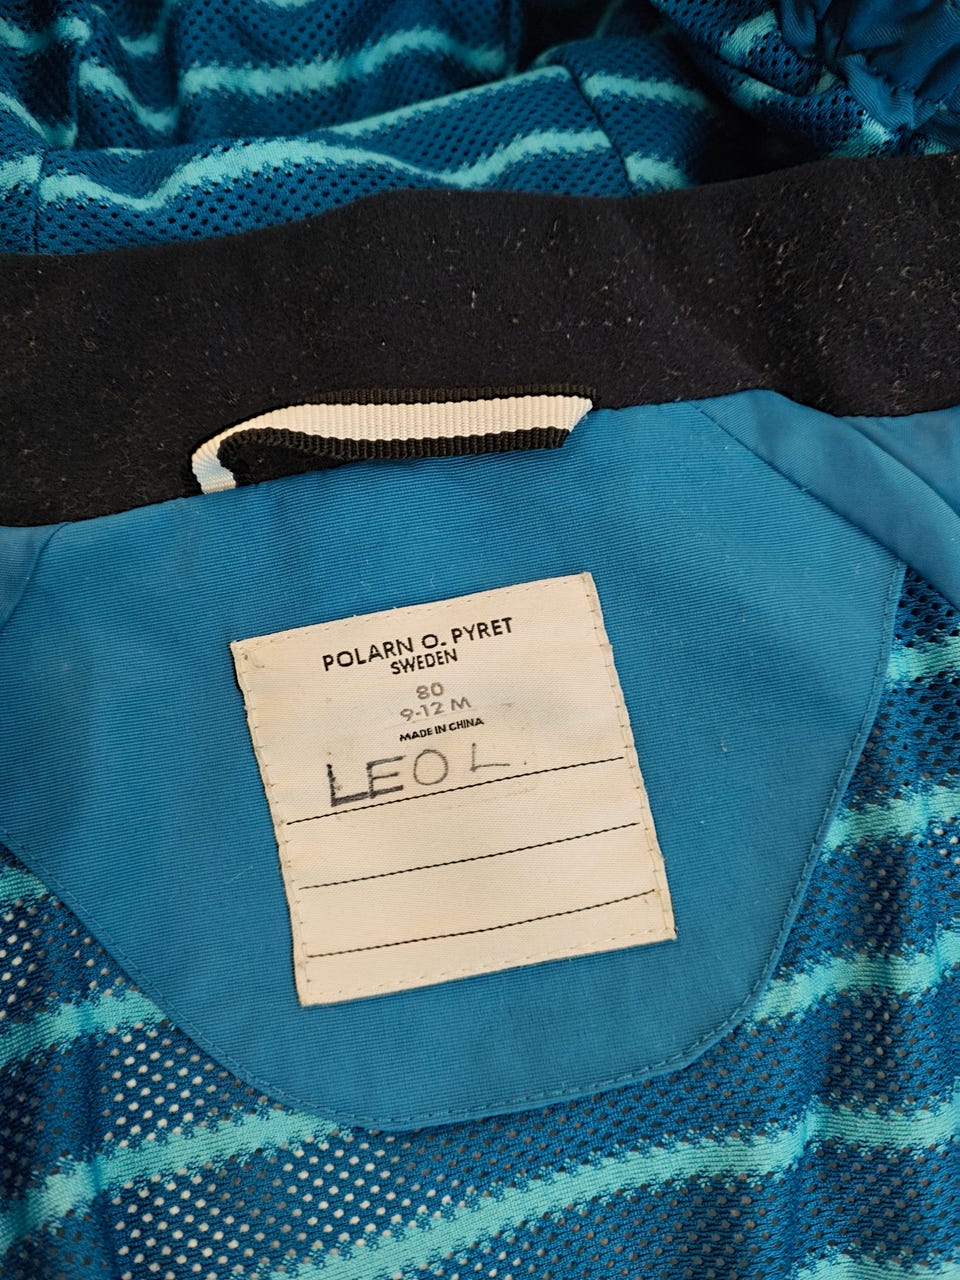 POLARN O. PYRET
SWEDEN
80
9-12 M
MADE IN CHINA
LEO L.